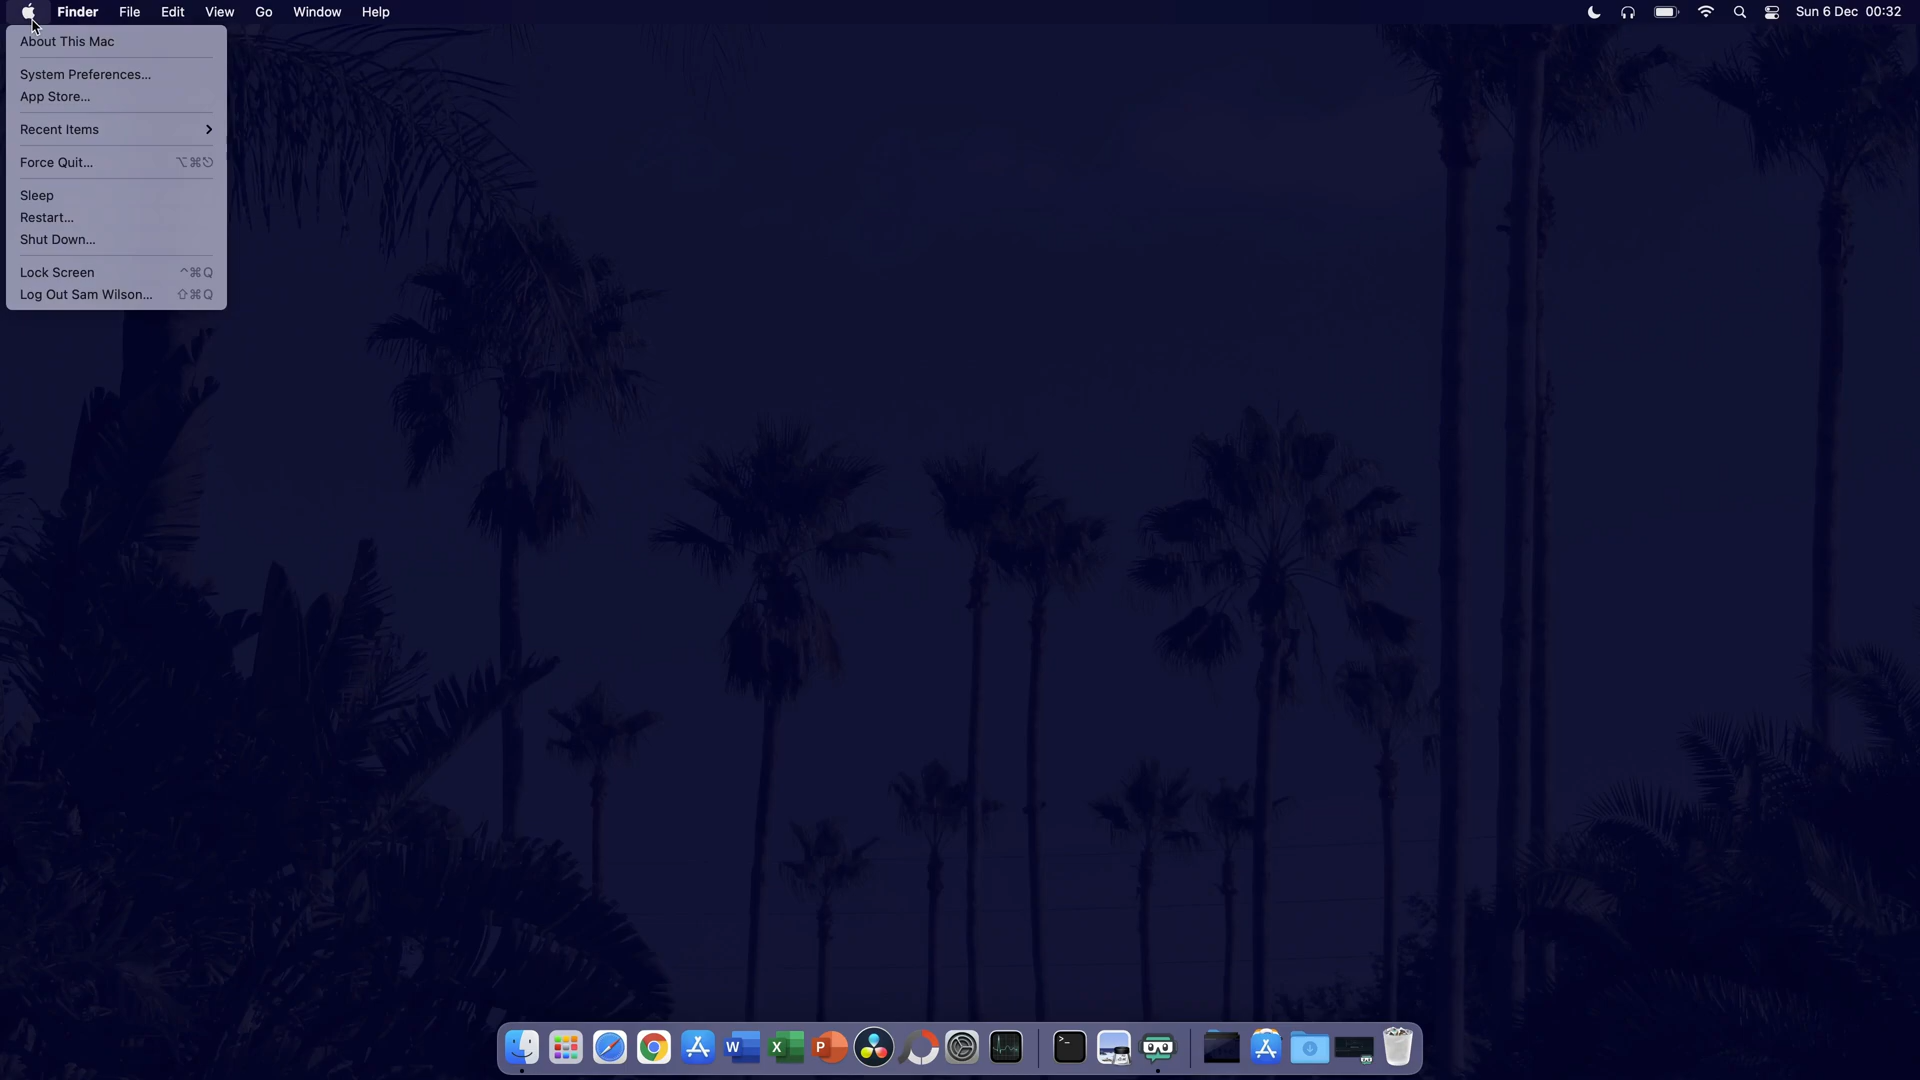 Finder File Edit View Go Window Help Sun 6 Dec 00:32
About This Mac
System Preferences...
App Store...
Recent Items
Force Quit... ⌥⌘⎋
Sleep
Restart...
Shut Down...
Lock Screen ^⌘Q
Log Out Sam Wilson... ⇧⌘Q
W X P >_